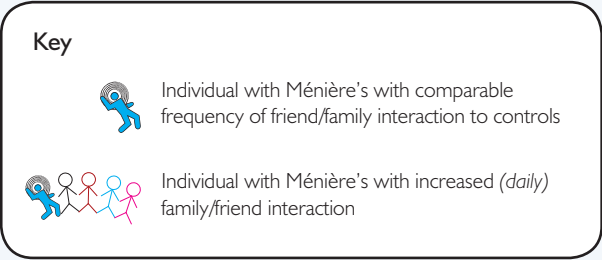 Key
Individual with Ménière's with comparable
frequency of friend/family interaction to controls
Individual with Ménière's with increased (daily)
family/friend interaction